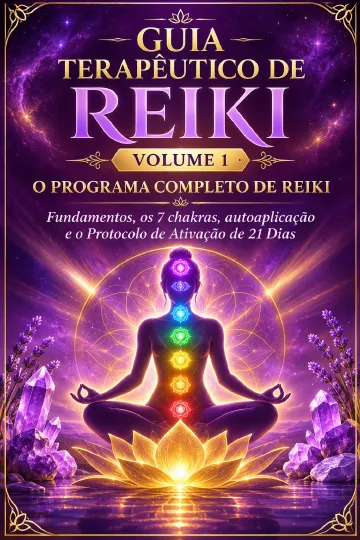 GUIA
TERAPÊUTICO DE
REIKI
VOLUME 1
O PROGRAMA COMPLETO DE REIKI
Fundamentos, os 7 chakras, autoaplicação
e o Protocolo de Ativação de 21 Dias